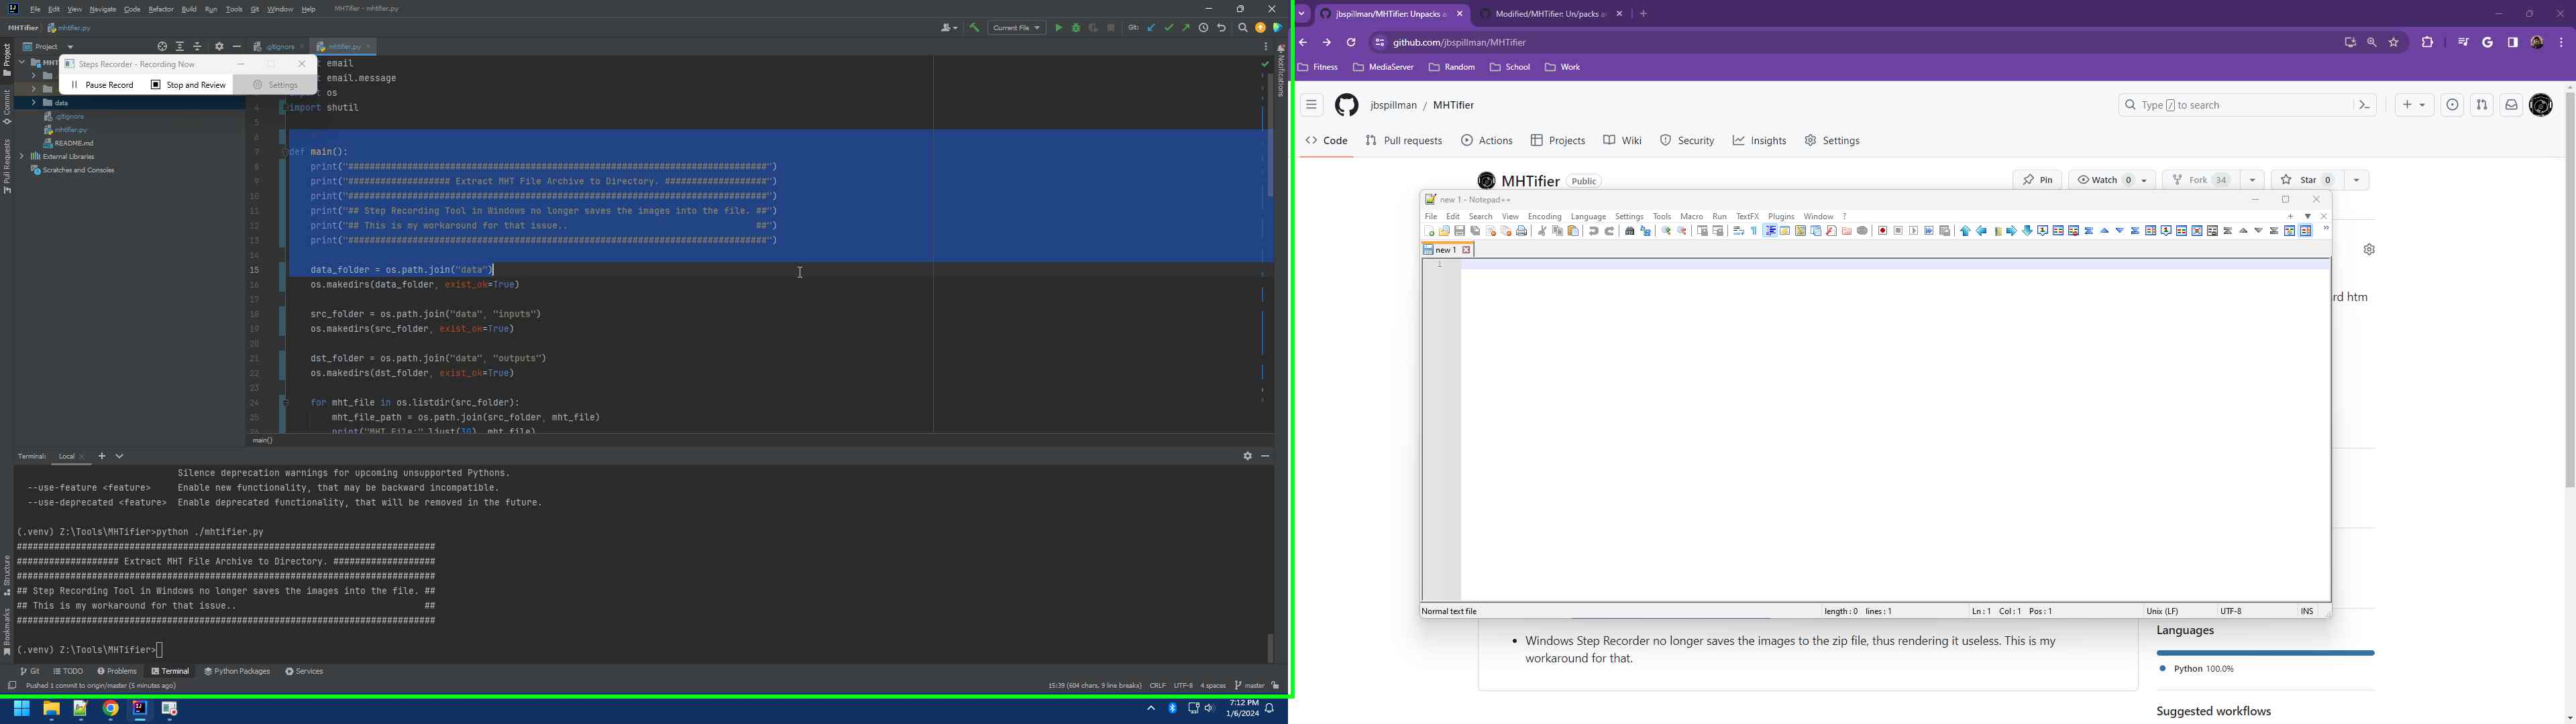 File Edit View Navigate Code Refactor Build Run Tools Git Window Help MHTifier - mhtifier.py
MHTifier mhtifier.py
Current File Git:
Project .gitignore mhtifier.py
Steps Recorder - Recording Now
Pause Record Stop and Review Settings
MHT
data
.gitignore
mhtifier.py
README.md
External Libraries
Scratches and Consoles
Project
Commit
Pull Requests
Structure
Bookmarks
Notifications
email
email.message
os
4 import shutil
5
6
7 def main():
8 print("##############################################################################")
9 print("################### Extract MHT File Archive to Directory. ###################")
10 print("##############################################################################")
11 print("## Step Recording Tool in Windows no longer saves the images into the file. ##")
12 print("## This is my workaround for that issue.. ##")
13 print("##############################################################################")
14
15 data_folder = os.path.join("data")
16 os.makedirs(data_folder, exist_ok=True)
17
18 src_folder = os.path.join("data", "inputs")
19 os.makedirs(src_folder, exist_ok=True)
20
21 dst_folder = os.path.join("data", "outputs")
22 os.makedirs(dst_folder, exist_ok=True)
23
24 for mht_file in os.listdir(src_folder):
25 mht_file_path = os.path.join(src_folder, mht_file)
26 print("MHT File:".ljust(30), mht_file)
main()
Terminal: Local
Silence deprecation warnings for upcoming unsupported Pythons.
--use-feature <feature> Enable new functionality, that may be backward incompatible.
--use-deprecated <feature> Enable deprecated functionality, that will be removed in the future.
(.venv) Z:\Tools\MHTifier>python ./mhtifier.py
##############################################################################
################### Extract MHT File Archive to Directory. ###################
##############################################################################
## Step Recording Tool in Windows no longer saves the images into the file. ##
## This is my workaround for that issue.. ##
##############################################################################
(.venv) Z:\Tools\MHTifier>
Git TODO Problems Terminal Python Packages Services
Pushed 1 commit to origin/master (5 minutes ago) 15:39 (604 chars, 9 line breaks) CRLF UTF-8 4 spaces master
7:12 PM
1/6/2024
jbspillman/MHTifier: Unpacks a Modified/MHTifier: Un/packs a
github.com/jbspillman/MHTifier
Fitness MediaServer Random School Work
jbspillman / MHTifier Type / to search
Code Pull requests Actions Projects Wiki Security Insights Settings
MHTifier Public Pin Watch 0 Fork 34 Star 0
new 1 - Notepad++
File Edit Search View Encoding Language Settings Tools Macro Run TextFX Plugins Window ?
new 1
1
rd htm
Normal text file length : 0 lines : 1 Ln : 1 Col : 1 Pos : 1 Unix (LF) UTF-8 INS
Languages
Python 100.0%
Windows Step Recorder no longer saves the images to the zip file, thus rendering it useless. This is my
workaround for that.
Suggested workflows